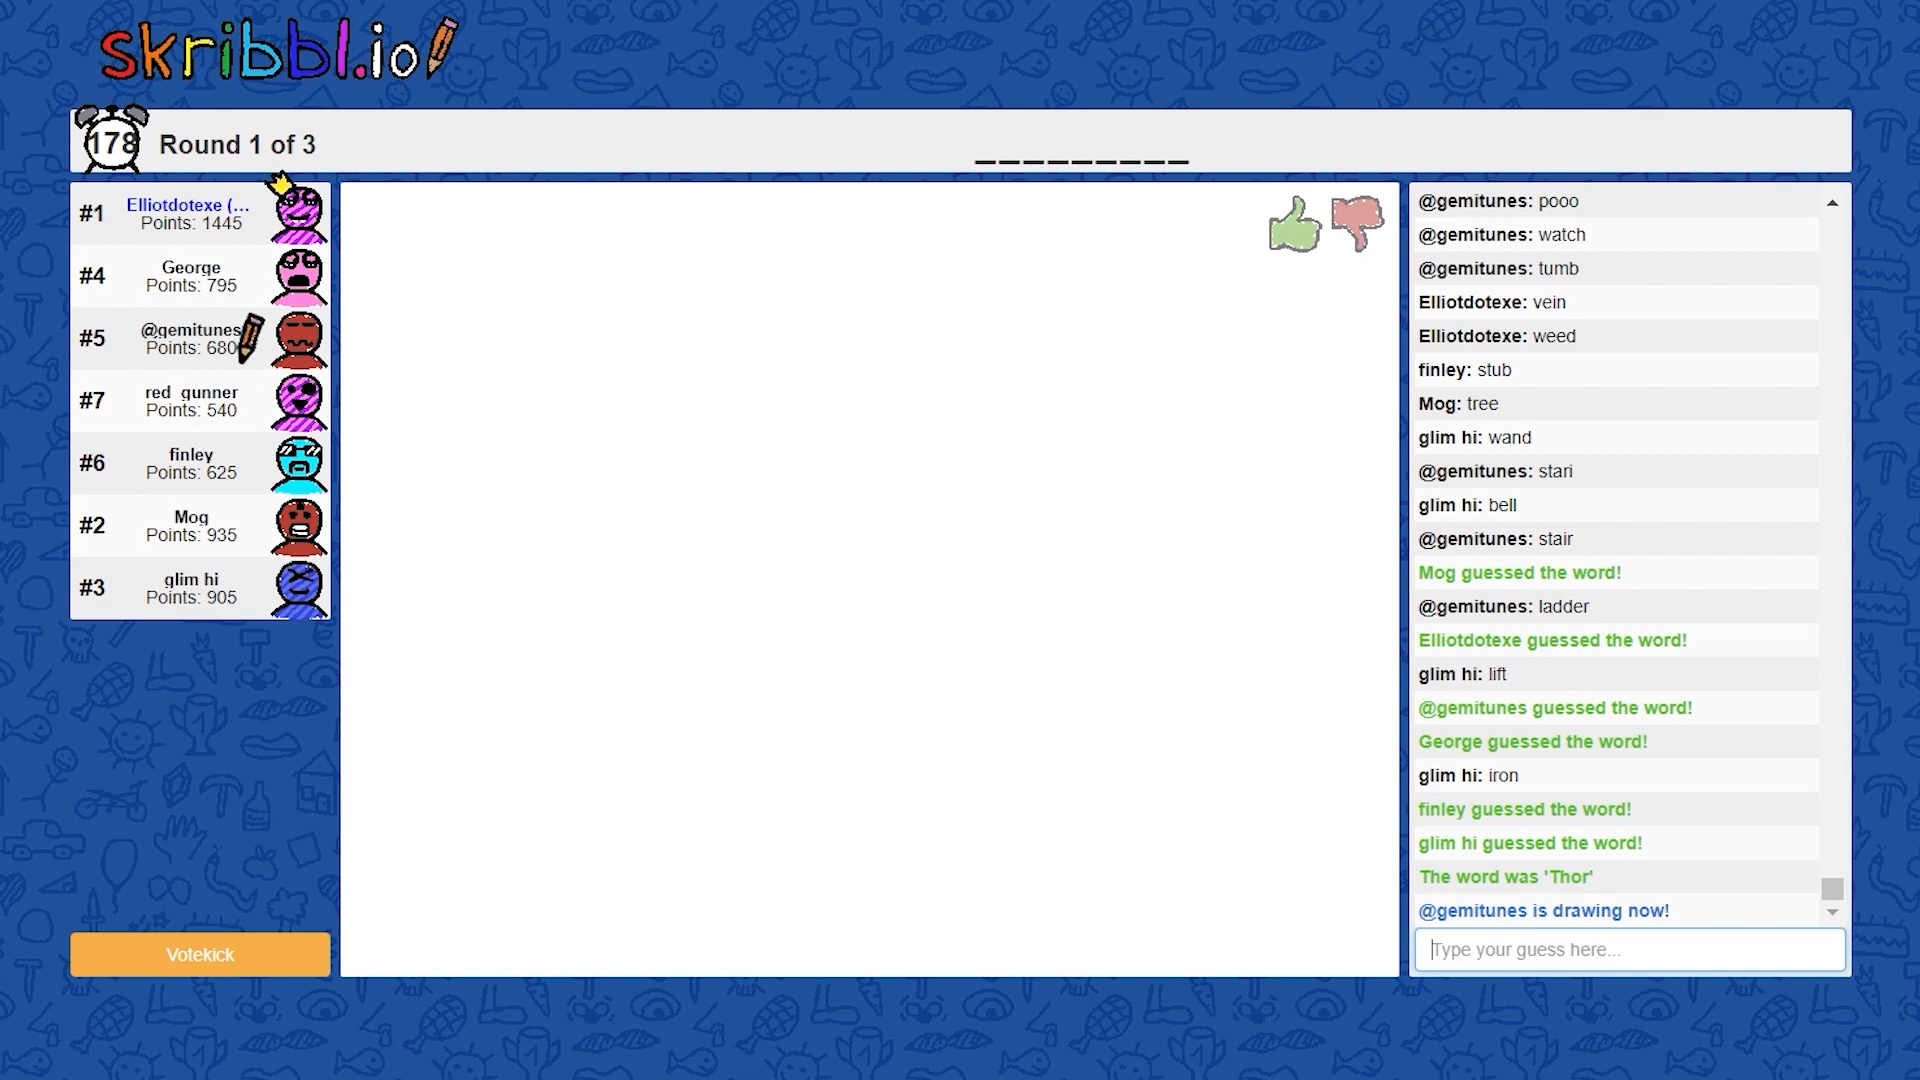 skribbl.io
178
Round 1 of 3
_________
#1
Elliotdotexe (...
Points: 1445
#4
George
Points: 795
#5
@gemitunes
Points: 680
#7
red_gunner
Points: 540
#6
finley
Points: 625
#2
Mog
Points: 935
#3
glim hi
Points: 905
Votekick
@gemitunes: pooo
@gemitunes: watch
@gemitunes: tumb
Elliotdotexe: vein
Elliotdotexe: weed
finley: stub
Mog: tree
glim hi: wand
@gemitunes: stari
glim hi: bell
@gemitunes: stair
Mog guessed the word!
@gemitunes: ladder
Elliotdotexe guessed the word!
glim hi: lift
@gemitunes guessed the word!
George guessed the word!
glim hi: iron
finley guessed the word!
glim hi guessed the word!
The word was 'Thor'
@gemitunes is drawing now!
Type your guess here...